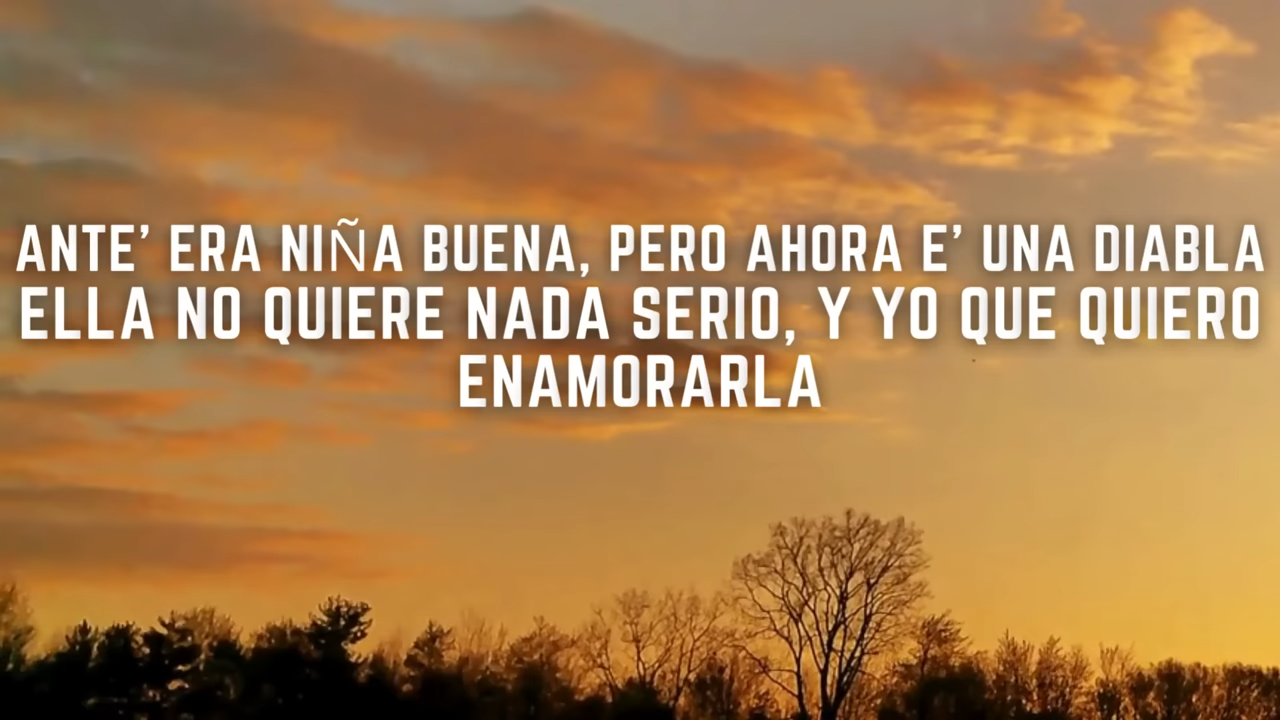 ANTE' ERA NIÑA BUENA, PERO AHORA E' UNA DIABLA
ELLA NO QUIERE NADA SERIO, Y YO QUE QUIERO
ENAMORARLA